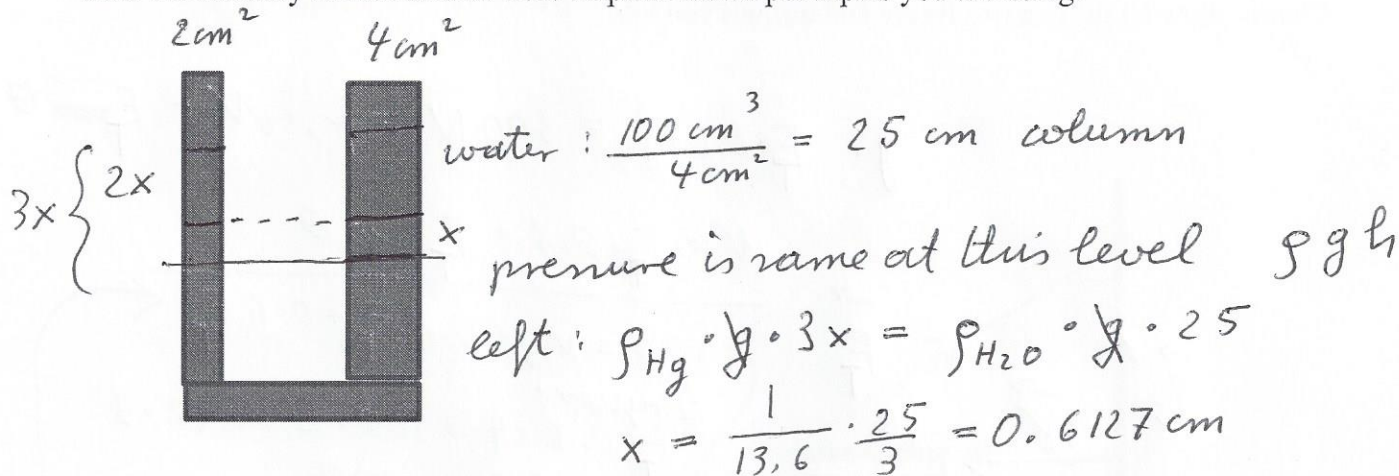 2cm² 4cm²
water : 100 cm³ / 4cm² = 25 cm column
3x { 2x
x
pressure is same at this level ρgh
left : ρHg · g · 3x = ρH2O · g · 25
x = 1/13,6 · 25/3 = 0.6127 cm